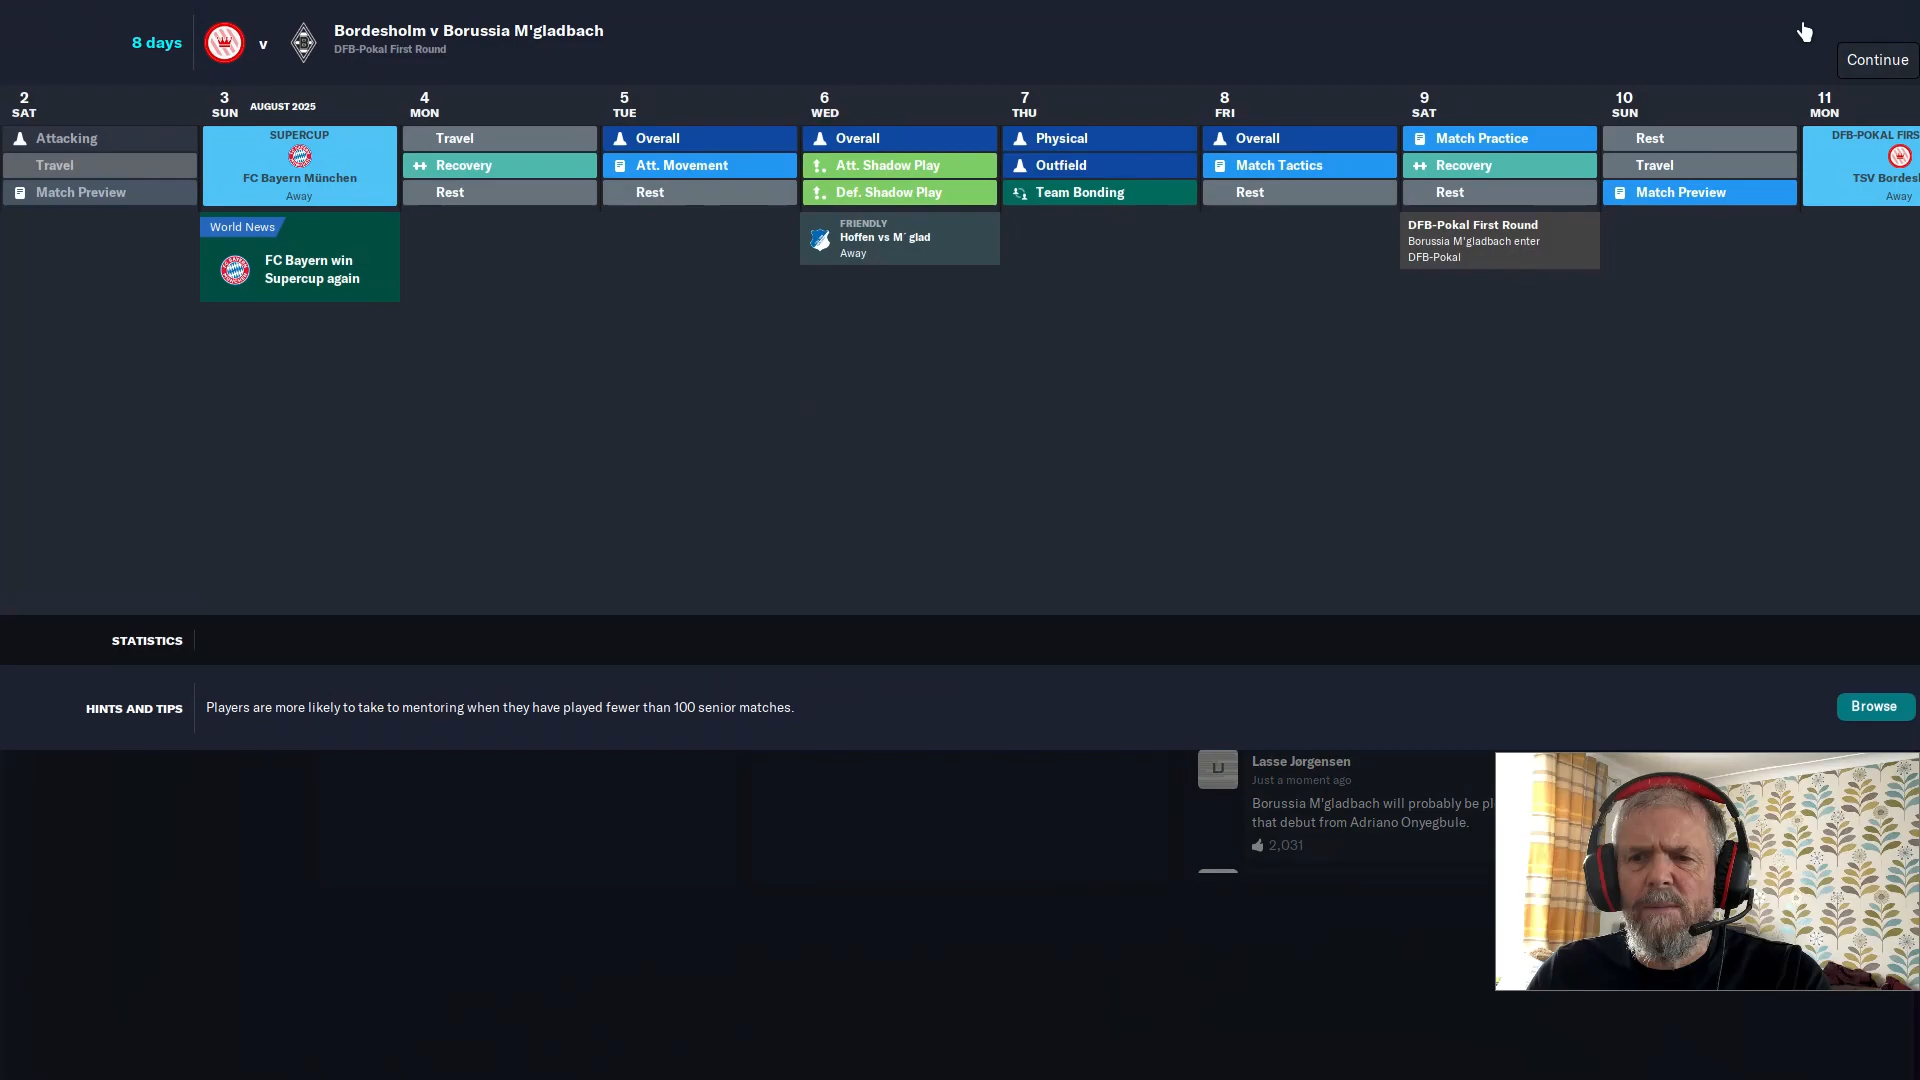 8 days
v
Bordesholm v Borussia M'gladbach
DFB-Pokal First Round
Continue
2
SAT
3
SUN
AUGUST 2025
4
MON
5
TUE
6
WED
7
THU
8
FRI
9
SAT
10
SUN
11
MON
Attacking
Travel
Match Preview
SUPERCUP
FC Bayern München
Away
Travel
Recovery
Rest
Overall
Att. Movement
Rest
Overall
Att. Shadow Play
Def. Shadow Play
Physical
Outfield
Team Bonding
Overall
Match Tactics
Rest
Match Practice
Recovery
Rest
Rest
Travel
Match Preview
DFB-POKAL FIRS
TSV Bordesl
Away
World News
FC Bayern win
Supercup again
FRIENDLY
Hoffen vs M´glad
Away
DFB-Pokal First Round
Borussia M'gladbach enter
DFB-Pokal
STATISTICS
HINTS AND TIPS
Players are more likely to take to mentoring when they have played fewer than 100 senior matches.
Browse
Lasse Jørgensen
Just a moment ago
Borussia M'gladbach will probably be pl
that debut from Adriano Onyegbule.
2,031